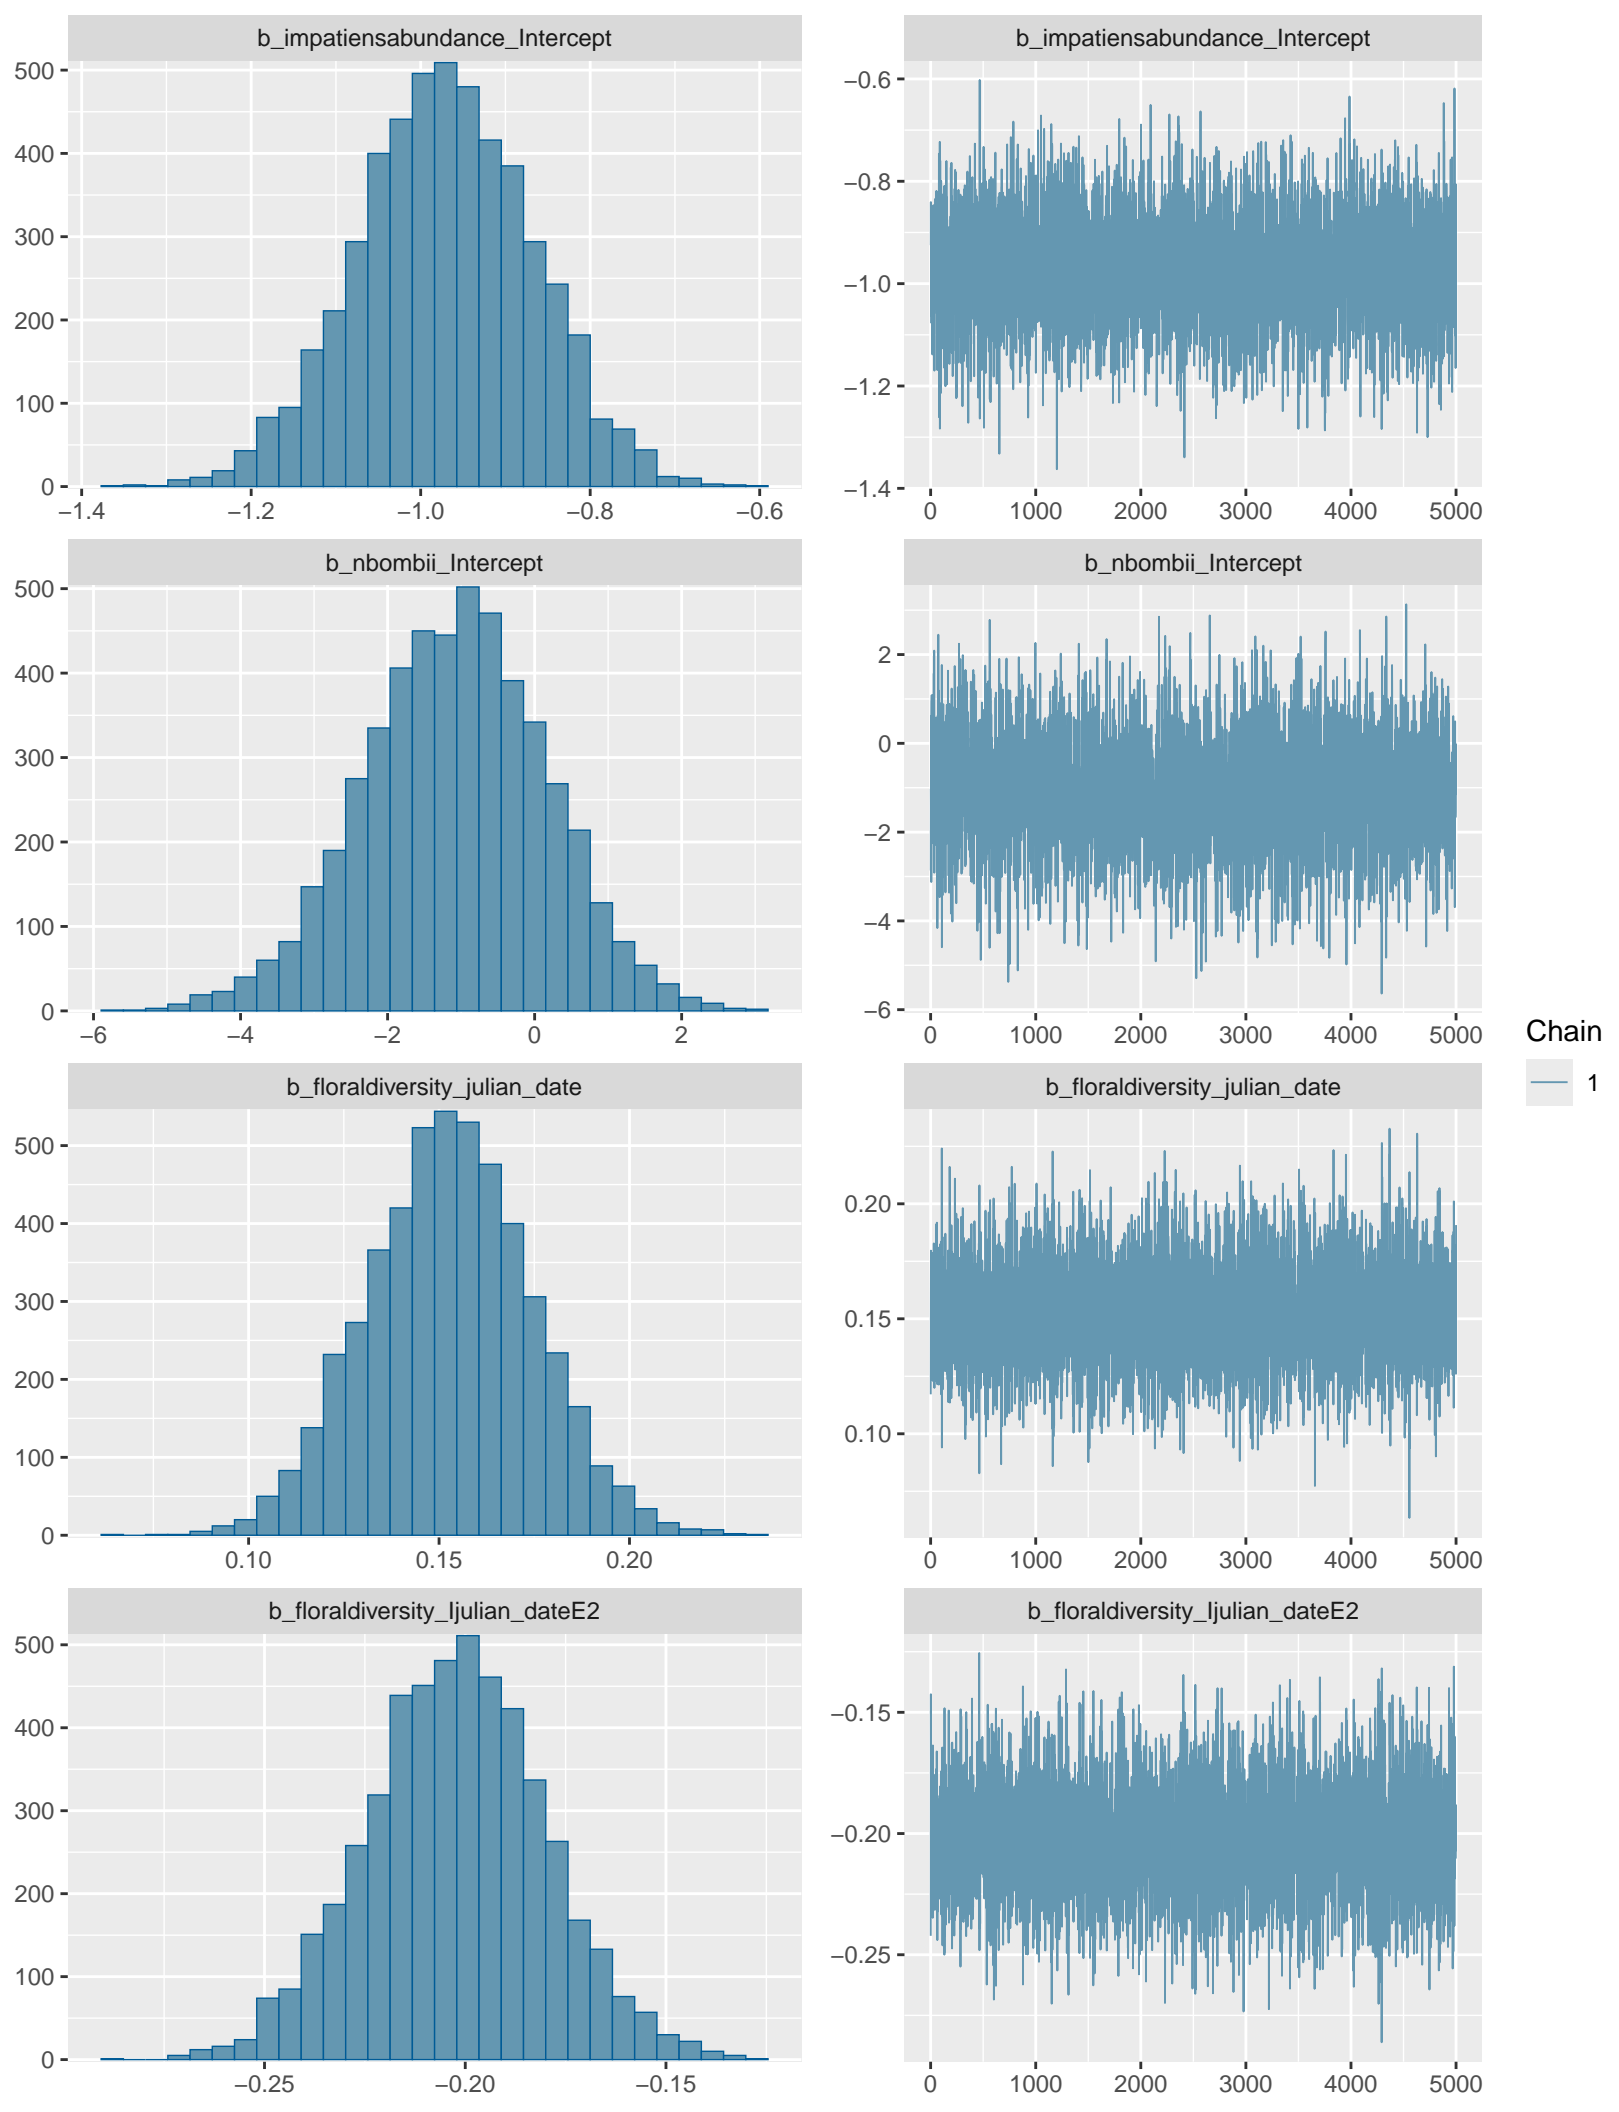 b_impatiensabundance_Intercept
500
400
300
200
100
0
−1.4 −1.2 −1.0 −0.8 −0.6
b_impatiensabundance_Intercept
−0.6
−0.8
−1.0
−1.2
−1.4
0 1000 2000 3000 4000 5000
b_nbombii_Intercept
500
400
300
200
100
0
−6 −4 −2 0 2
b_nbombii_Intercept
2
0
−2
−4
−6
0 1000 2000 3000 4000 5000
b_floraldiversity_julian_date
500
400
300
200
100
0
0.10 0.15 0.20
b_floraldiversity_julian_date
0.20
0.15
0.10
0 1000 2000 3000 4000 5000
b_floraldiversity_Ijulian_dateE2
500
400
300
200
100
0
−0.25 −0.20 −0.15
b_floraldiversity_Ijulian_dateE2
−0.15
−0.20
−0.25
0 1000 2000 3000 4000 5000
Chain
1